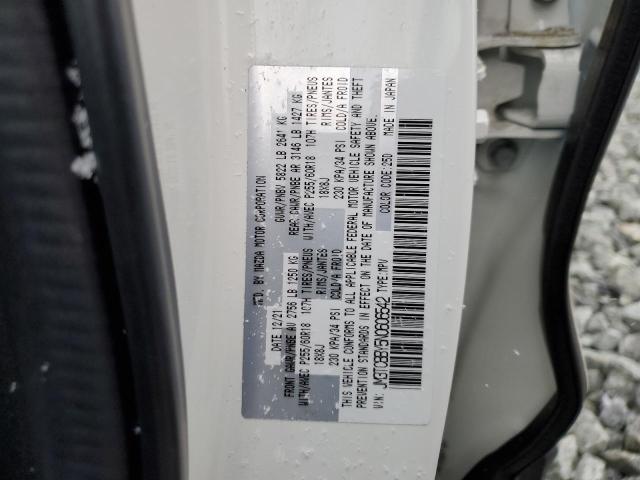 MFD. BY MAZDA MOTOR CORPORATION
DATE 12/21 GVWR/PNBV 5822 LB 2641 KG
FRONT GAWR/PNBE AV 2756 LB 1250 KG REAR GAWR/PNBE AR 3146 LB 1427 KG
WITH/AVEC P255/60R18 107H TIRES/PNEUS WITH/AVEC P255/60R18 107H TIRES/PNEUS
18X8J RIMS/JANTES 18X8J RIMS/JANTES
230 KPA/34 PSI COLD/A FROID 230 KPA/34 PSI COLD/A FROID
THIS VEHICLE CONFORMS TO ALL APPLICABLE FEDERAL MOTOR VEHICLE SAFETY AND THEFT
PREVENTION STANDARDS IN EFFECT ON THE DATE OF MANUFACTURE SHOWN ABOVE.
COLOR CODE:25D
VIN: TYPE:MPV MADE IN JAPAN